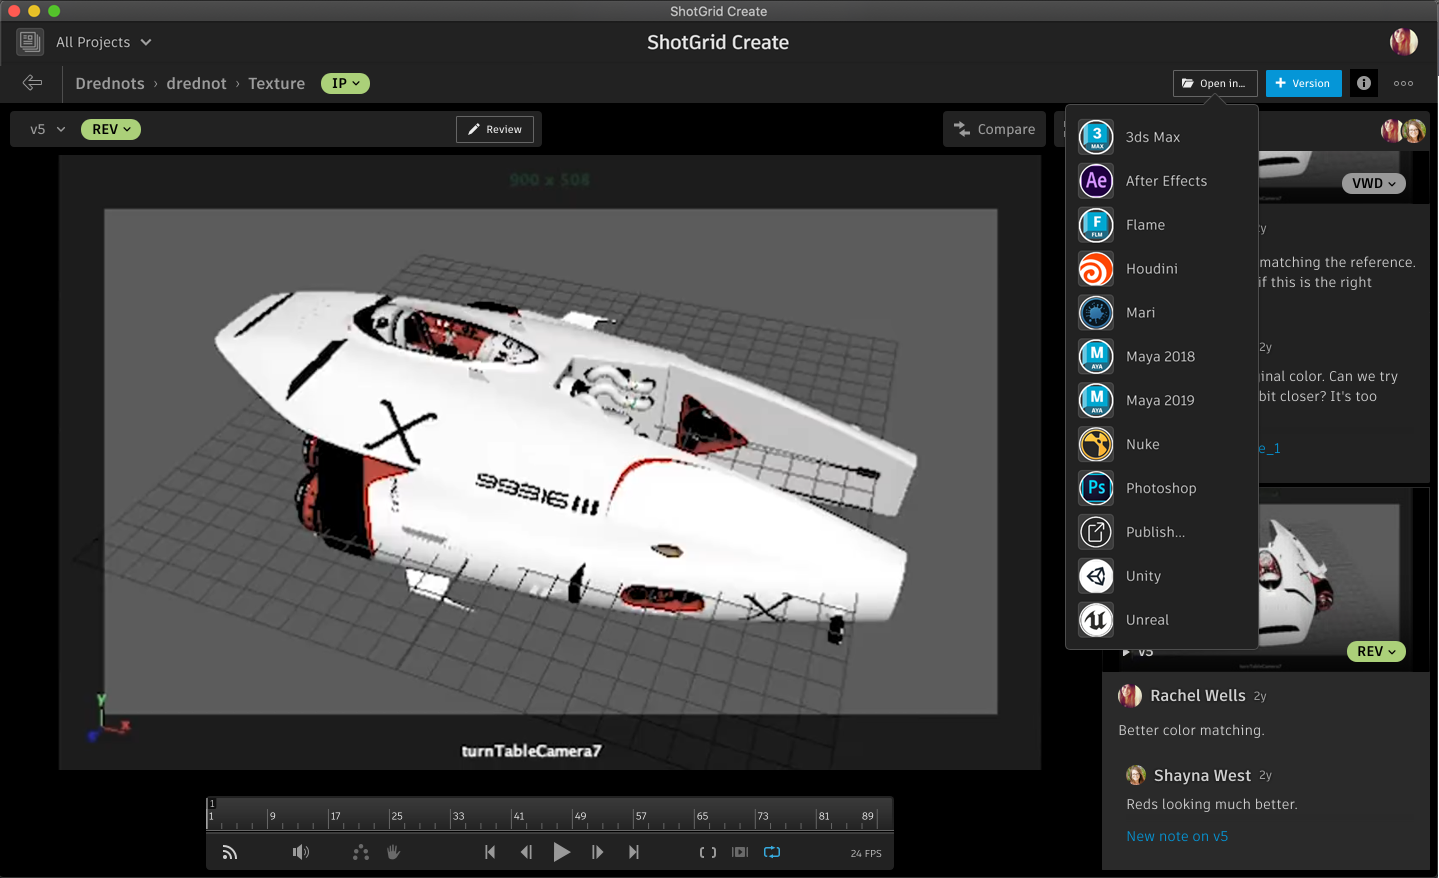 ShotGrid Create
All Projects
ShotGrid Create
Drednots › drednot › Texture
IP
Open in...
+ Version
v5
REV
Review
Compare
3ds Max
After Effects
Flame
Houdini
Mari
Maya 2018
Maya 2019
Nuke
Photoshop
Publish...
Unity
Unreal
VWD
matching the reference.
if this is the right
2y
ginal color. Can we try
bit closer? It's too
e_1
900 x 508
9996
turnTableCamera7
Y
X
v5
REV
Rachel Wells 2y
Better color matching.
Shayna West 2y
Reds looking much better.
New note on v5
1
1 9 17 25 33 41 49 57 65 73 81 89
24 FPS